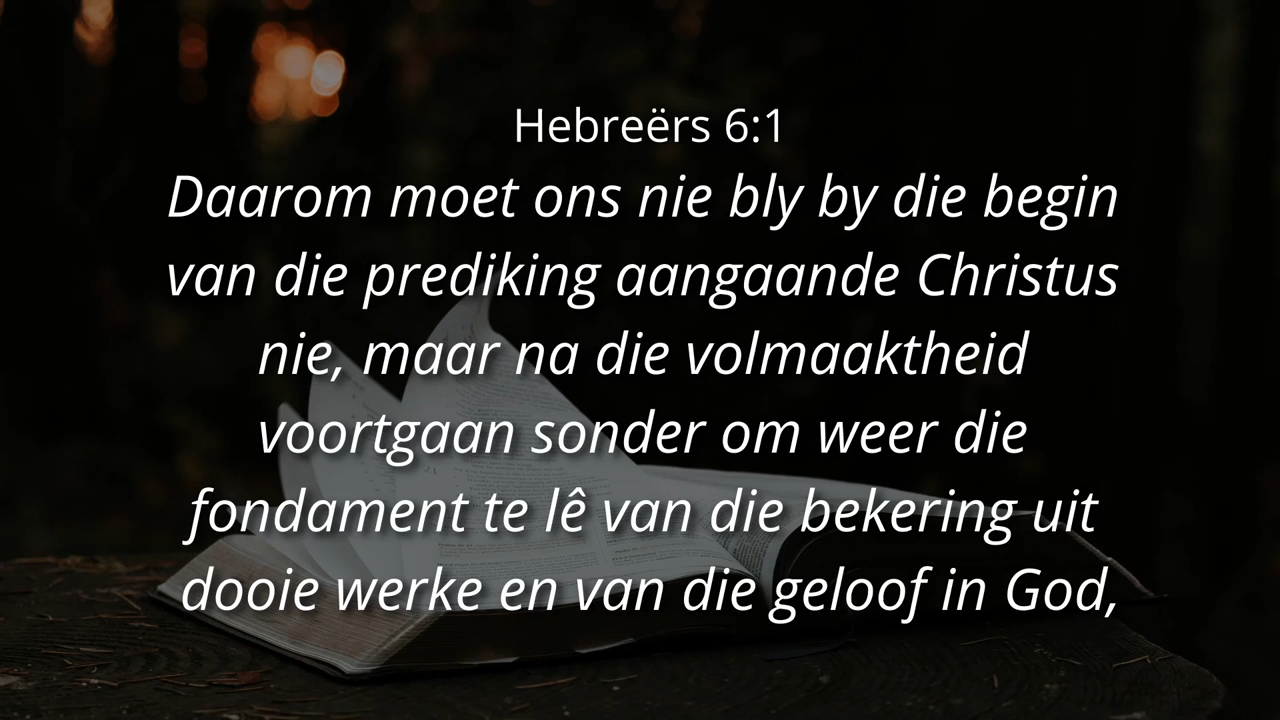 Hebreërs 6:1
Daarom moet ons nie bly by die begin
van die prediking aangaande Christus
nie, maar na die volmaaktheid
voortgaan sonder om weer die
fondament te lê van die bekering uit
dooie werke en van die geloof in God,